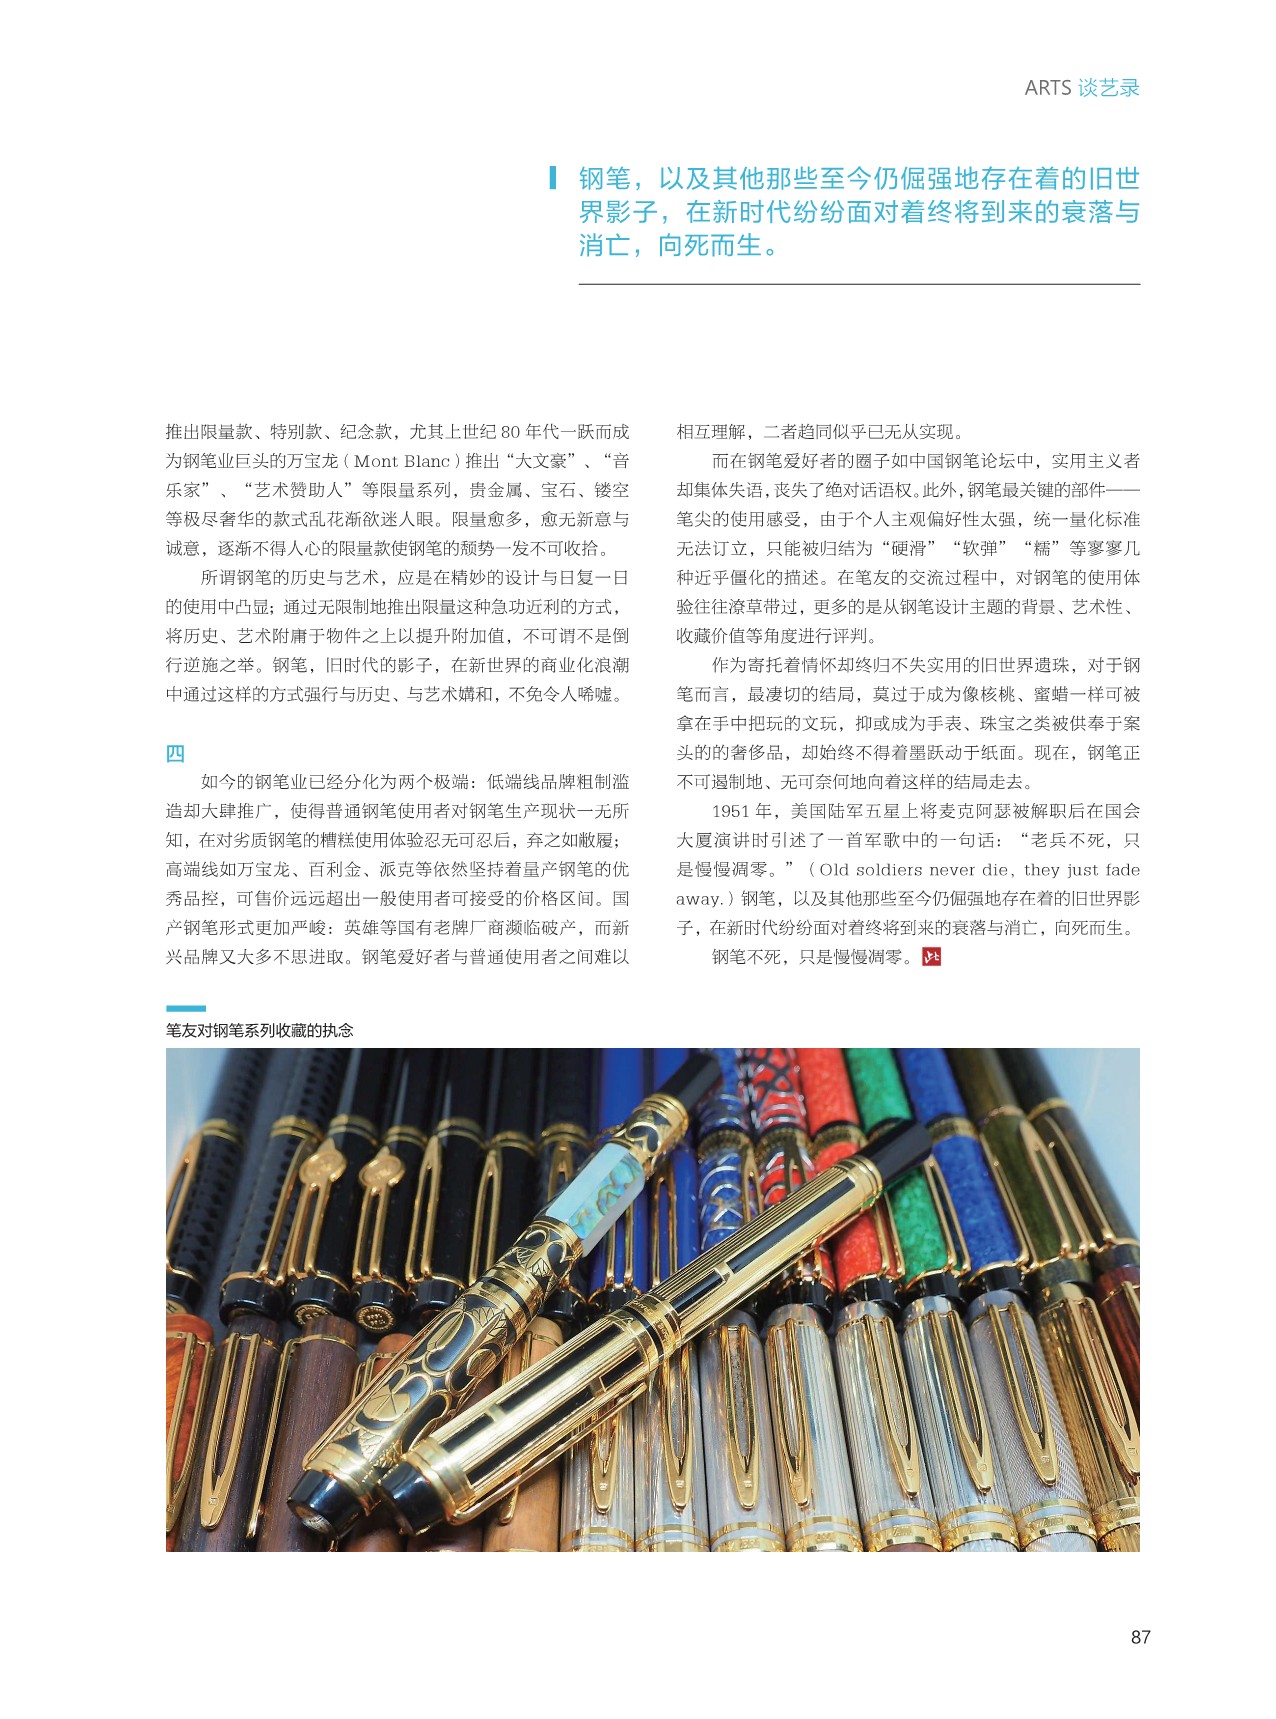 ARTS 谈艺录
钢笔，以及其他那些至今仍倔强地存在着的旧世
界影子，在新时代纷纷面对着终将到来的衰落与
消亡，向死而生。
推出限量款、特别款、纪念款，尤其上世纪 80 年代一跃而成
为钢笔业巨头的万宝龙（Mont Blanc）推出“大文豪”、“音
乐家”、“艺术赞助人”等限量系列，贵金属、宝石、镂空
等极尽奢华的款式乱花渐欲迷人眼。限量愈多，愈无新意与
诚意，逐渐不得人心的限量款使钢笔的颓势一发不可收拾。
所谓钢笔的历史与艺术，应是在精妙的设计与日复一日
的使用中凸显；通过无限制地推出限量这种急功近利的方式，
将历史、艺术附庸于物件之上以提升附加值，不可谓不是倒
行逆施之举。钢笔，旧时代的影子，在新世界的商业化浪潮
中通过这样的方式强行与历史、与艺术媾和，不免令人唏嘘。
四
如今的钢笔业已经分化为两个极端：低端线品牌粗制滥
造却大肆推广，使得普通钢笔使用者对钢笔生产现状一无所
知，在对劣质钢笔的糟糕使用体验忍无可忍后，弃之如敝履；
高端线如万宝龙、百利金、派克等依然坚持着量产钢笔的优
秀品控，可售价远远超出一般使用者可接受的价格区间。国
产钢笔形式更加严峻：英雄等国有老牌厂商濒临破产，而新
兴品牌又大多不思进取。钢笔爱好者与普通使用者之间难以
相互理解，二者趋同似乎已无从实现。
而在钢笔爱好者的圈子如中国钢笔论坛中，实用主义者
却集体失语，丧失了绝对话语权。此外，钢笔最关键的部件——
笔尖的使用感受，由于个人主观偏好性太强，统一量化标准
无法订立，只能被归结为“硬滑”“软弹”“糯”等寥寥几
种近乎僵化的描述。在笔友的交流过程中，对钢笔的使用体
验往往潦草带过，更多的是从钢笔设计主题的背景、艺术性、
收藏价值等角度进行评判。
作为寄托着情怀却终归不失实用的旧世界遗珠，对于钢
笔而言，最凄切的结局，莫过于成为像核桃、蜜蜡一样可被
拿在手中把玩的文玩，抑或成为手表、珠宝之类被供奉于案
头的的奢侈品，却始终不得着墨跃动于纸面。现在，钢笔正
不可遏制地、无可奈何地向着这样的结局走去。
1951 年，美国陆军五星上将麦克阿瑟被解职后在国会
大厦演讲时引述了一首军歌中的一句话：“老兵不死，只
是慢慢凋零。”（Old soldiers never die, they just fade
away.）钢笔，以及其他那些至今仍倔强地存在着的旧世界影
子，在新时代纷纷面对着终将到来的衰落与消亡，向死而生。
钢笔不死，只是慢慢凋零。
笔友对钢笔系列收藏的执念
87